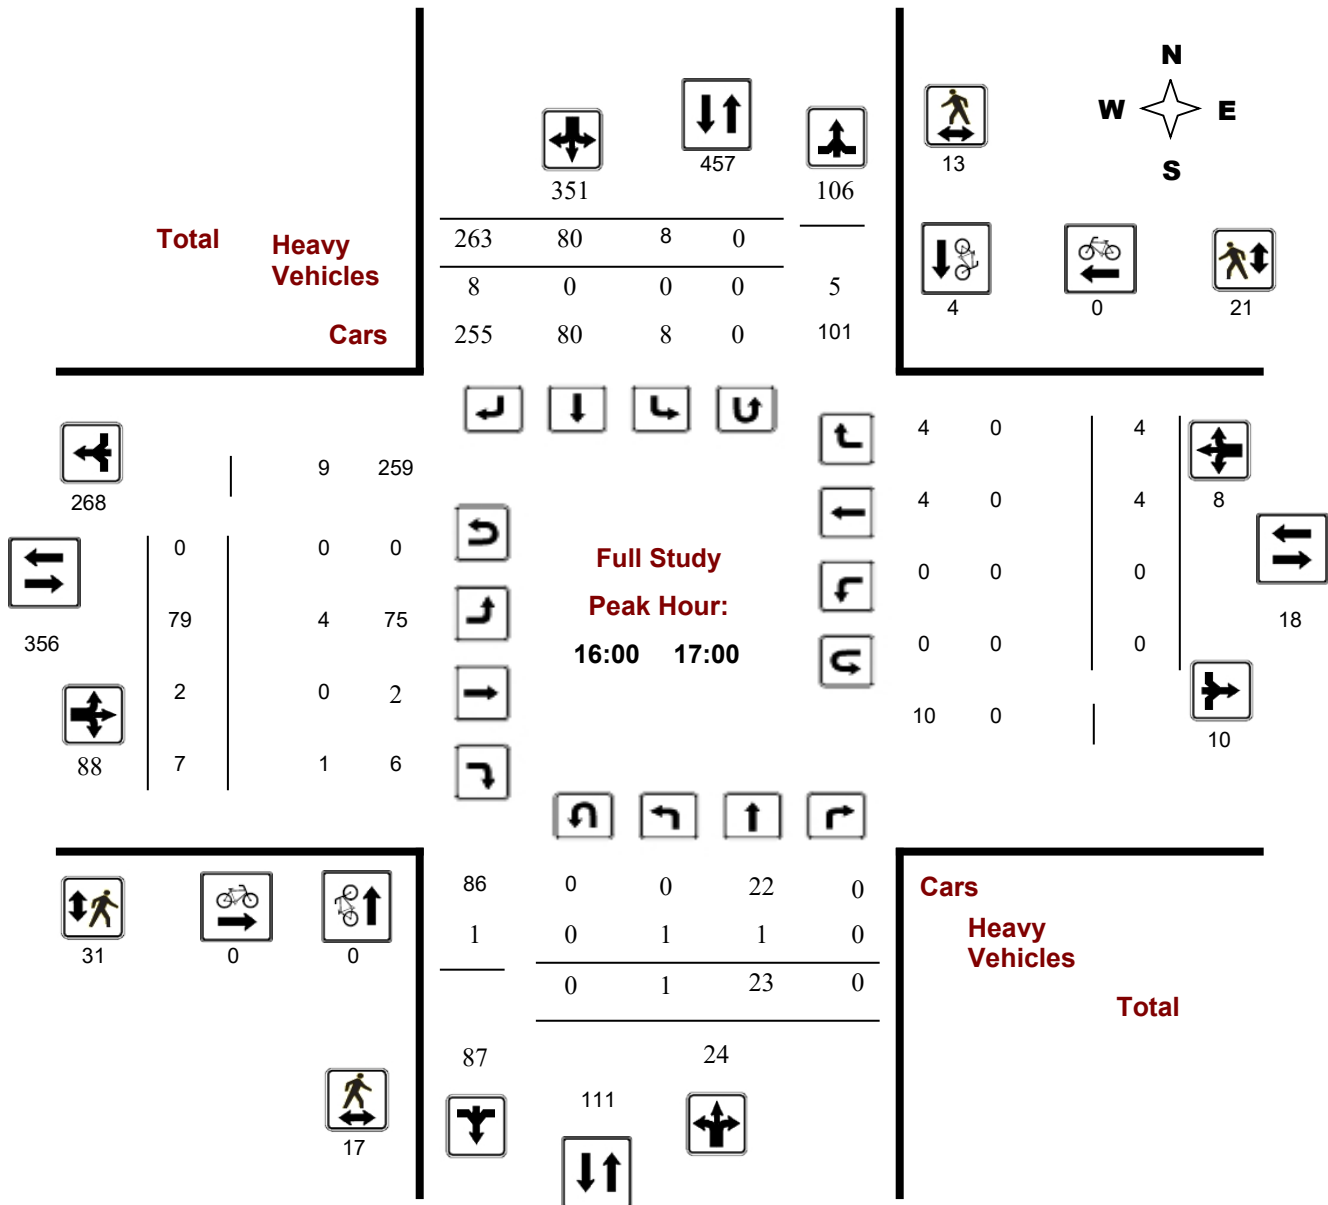 N
W E
S
457
13
351 106
Total Heavy Vehicles
263 80 8 0
8 0 0 0 5
Cars 255 80 8 0 101
4 0 21
4 0 4
9 259
268
4 0 4 8
0 0 0
Full Study
0 0 0
79 4 75
Peak Hour:
18
356
16:00 17:00
0 0 0
2 0 2
10 0
10
88 7 1 6
86 0 0 22 0
Cars
1 0 1 1 0
Heavy Vehicles
31 0 0
0 1 23 0
Total
87 24
111
17